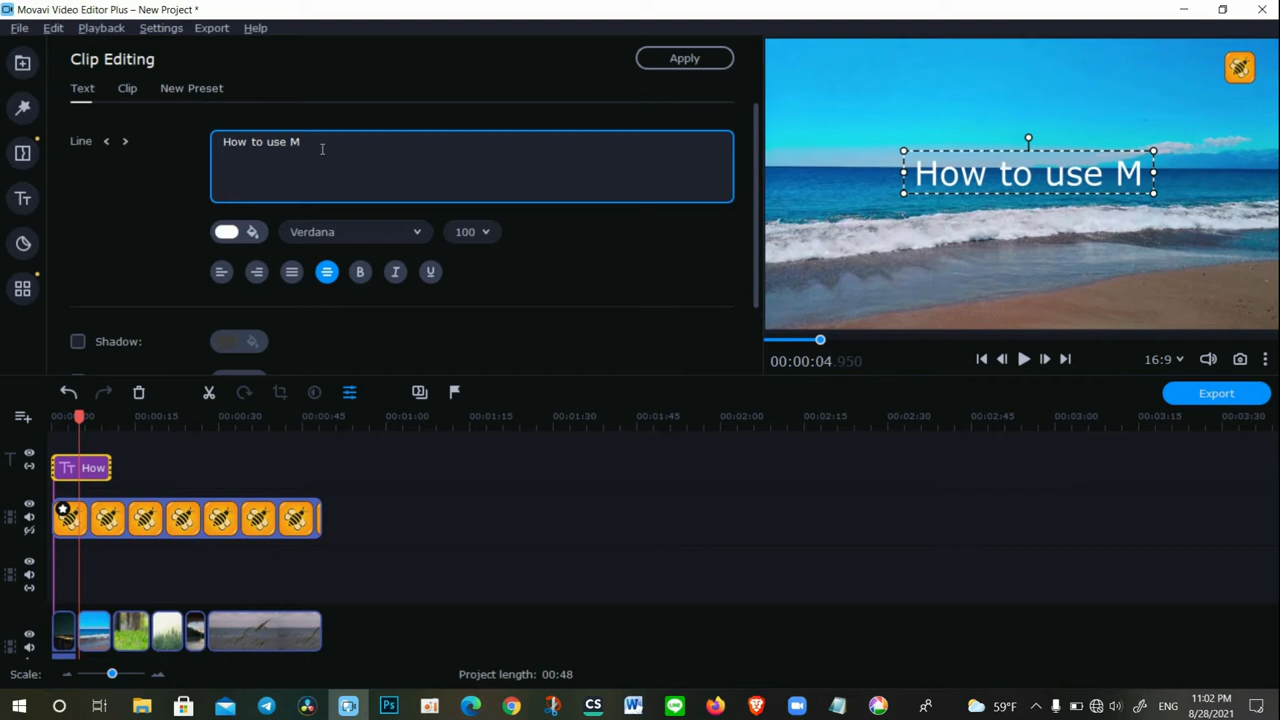 Movavi Video Editor Plus – New Project *
File Edit Playback Settings Export Help
Clip Editing
Apply
Text Clip New Preset
Line
How to use M
How to use M
Verdana
100
B I U
Shadow:
00:00:04.950
16:9
Export
00:00:15 00:00:30 00:00:45 00:01:00 00:01:15 00:01:30 00:01:45 00:02:00 00:02:15 00:02:30 00:02:45 00:03:00 00:03:15 00:03:30
T
Tт How
Scale:
Project length: 00:48
Ps
CS
59°F
ENG
11:02 PM
8/28/2021